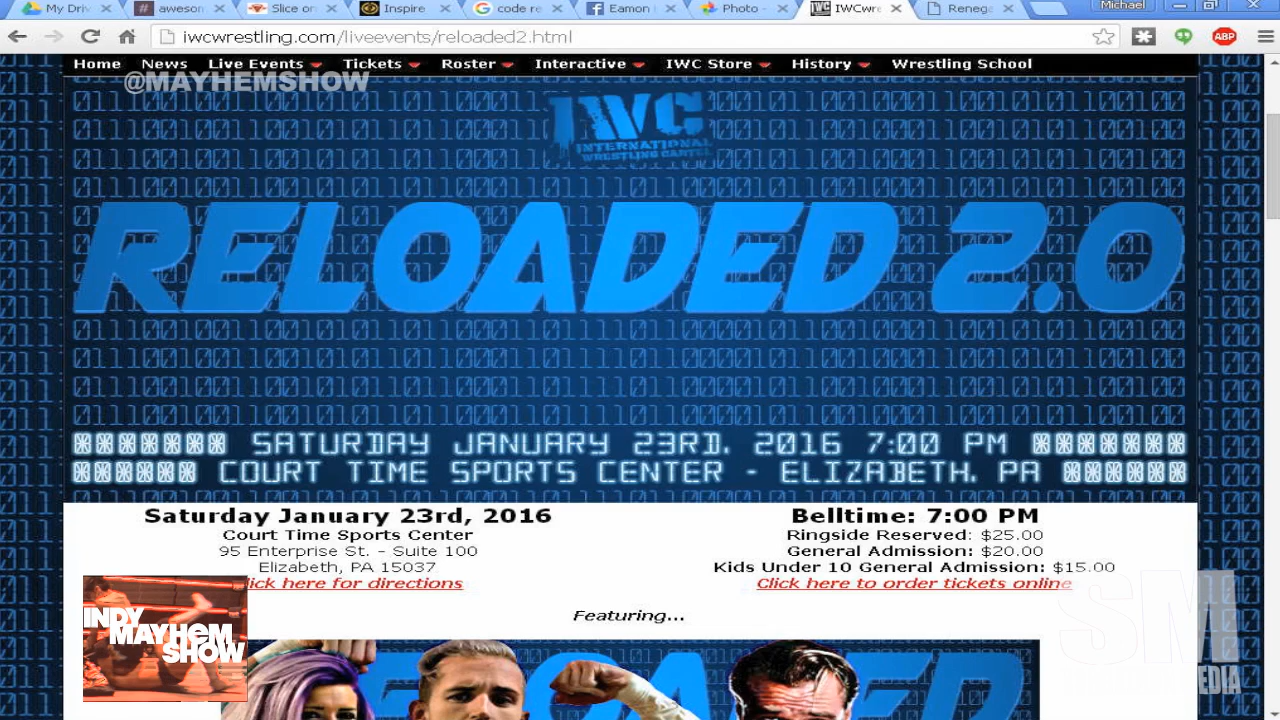 My Driv
awesom
Slice on
Inspire
code re
Eamon
Photo -
IWCwre
Renega
Michael
iwcwrestling.com/liveevents/reloaded2.html
ABP
Home News Live Events Tickets Roster Interactive IWC Store History Wrestling School
@MAYHEMSHOW
IWC
INTERNATIONAL
WRESTLING CARTEL
RELOADED 2.0
SATURDAY JANUARY 23RD, 2016 7:00 PM
COURT TIME SPORTS CENTER - ELIZABETH, PA
Saturday January 23rd, 2016
Court Time Sports Center
95 Enterprise St. - Suite 100
Elizabeth, PA 15037
lick here for directions
Belltime: 7:00 PM
Ringside Reserved: $25.00
General Admission: $20.00
Kids Under 10 General Admission: $15.00
Click here to order tickets online
Featuring...
INDY
MAYHEM
SHOW
SM